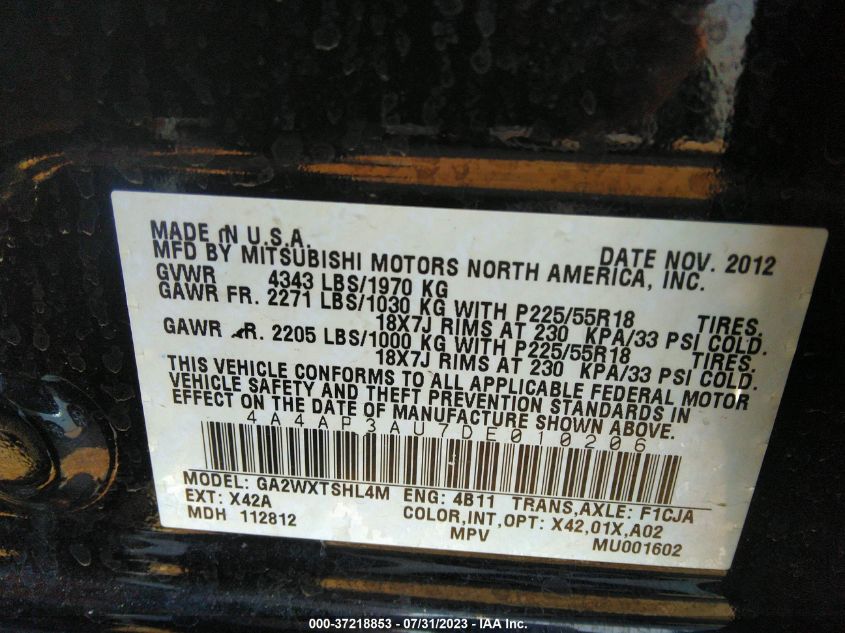 MADE IN U.S.A. DATE NOV. 2012
MFD BY MITSUBISHI MOTORS NORTH AMERICA, INC.
GVWR 4343 LBS/1970 KG
GAWR FR. 2271 LBS/1030 KG WITH P225/55R18 TIRES.
18X7J RIMS AT 230 KPA/33 PSI COLD.
GAWR RR. 2205 LBS/1000 KG WITH P225/55R18 TIRES.
18X7J RIMS AT 230 KPA/33 PSI COLD.
THIS VEHICLE CONFORMS TO ALL APPLICABLE FEDERAL MOTOR
VEHICLE SAFETY AND THEFT PREVENTION STANDARDS IN
EFFECT ON THE DATE OF MANUFACTURE SHOWN ABOVE.
4A4AP3AU7DE010206
MODEL: GA2WXTSHL4M ENG: 4B11 TRANS,AXLE: F1CJA
EXT: X42A COLOR,INT,OPT: X42,01X,A02
MDH 112812 MPV MU001602
000-37218853 - 07/31/2023 - IAA Inc.